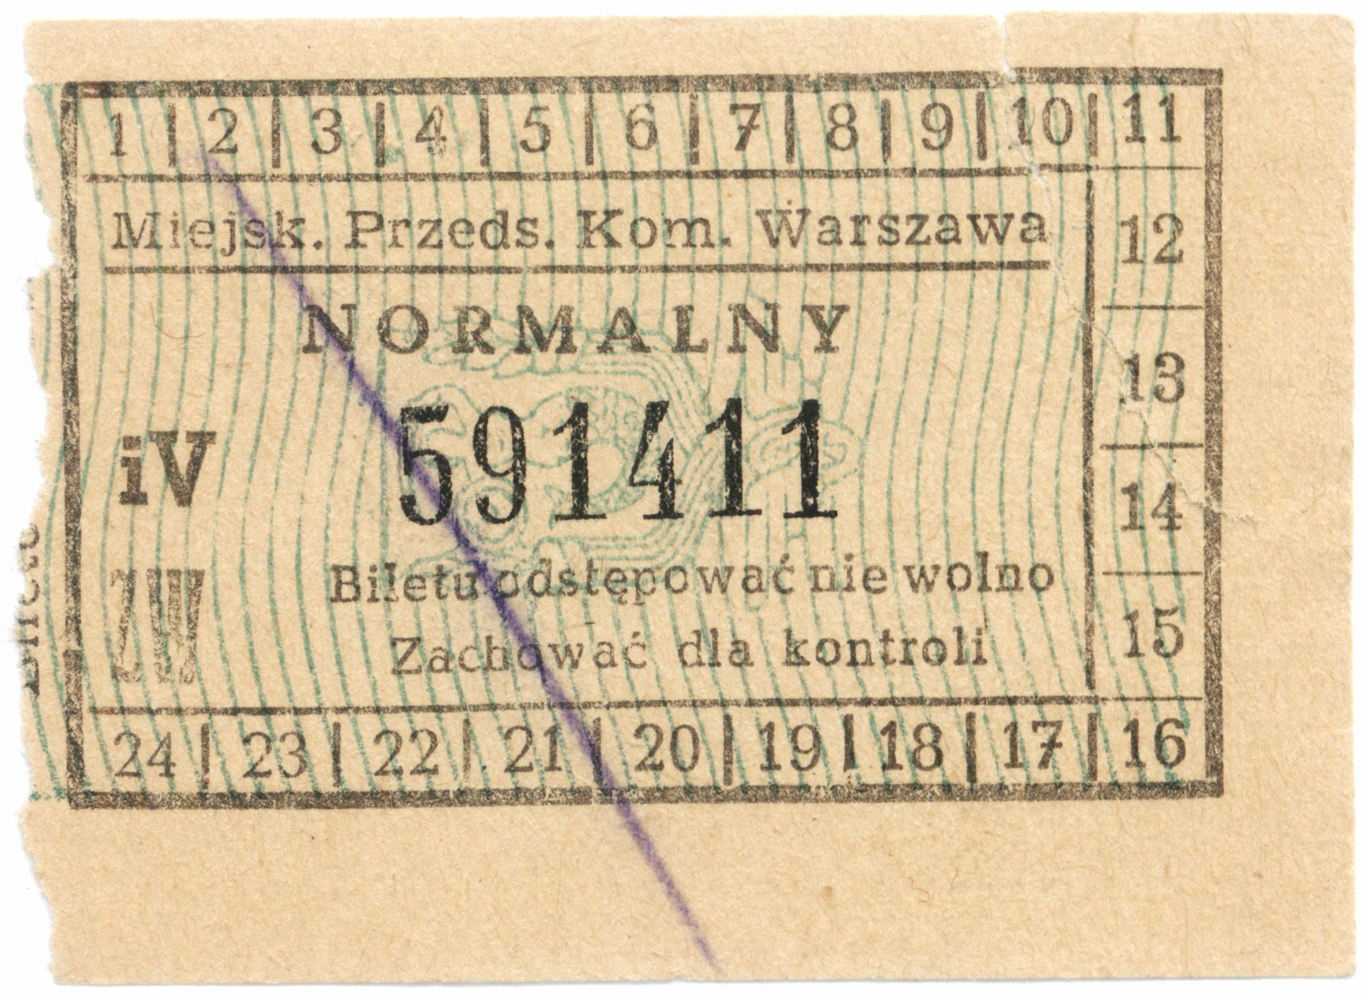 1 | 2 | 3 | 4 | 5 | 6 | 7 | 8 | 9 | 10 | 11
Miejsk. Przeds. Kom. Warszawa
12
NORMALNY
13
iV
591411
14
ZW
Biletu odstępować nie wolno
Zachować dla kontroli
15
24 | 23 | 22 | 21 | 20 | 19 | 18 | 17 | 16